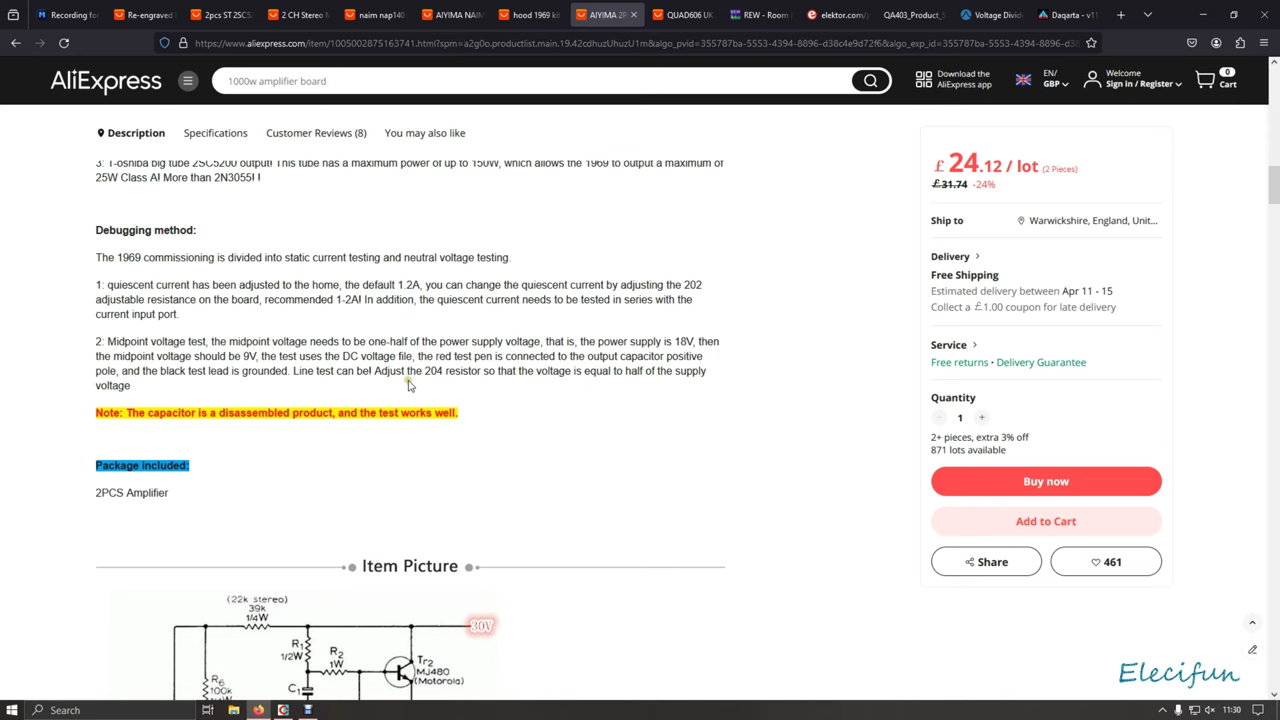 Recording for
Re-engraved
2pcs ST 2SC5
2 CH Stereo M
naim nap140
AIYIMA NAIM
hood 1969 kit
AIYIMA 2P
QUAD606 UK
REW - Room
elektor.com/p
QA403_Product_S
Voltage Divide
Daqarta - v11
https://www.aliexpress.com/item/1005002875163741.html?spm=a2g0o.productlist.main.19.42cdhuzUhuzU1m&algo_pvid=355787ba-5553-4394-8896-d38c4e9d72f6&algo_exp_id=355787ba-5553-4394-8896-d38
AliExpress
1000w amplifier board
Download the
AliExpress app
EN/
GBP
Welcome
Sign in / Register
0
Cart
Description
Specifications
Customer Reviews (8)
You may also like
3: Toshiba big tube 2SC5200 output! This tube has a maximum power of up to 150W, which allows the 1969 to output a maximum of
25W Class A! More than 2N3055! !
Debugging method:
The 1969 commissioning is divided into static current testing and neutral voltage testing.
1: quiescent current has been adjusted to the home, the default 1.2A, you can change the quiescent current by adjusting the 202
adjustable resistance on the board, recommended 1-2A! In addition, the quiescent current needs to be tested in series with the
current input port.
2: Midpoint voltage test, the midpoint voltage needs to be one-half of the power supply voltage, that is, the power supply is 18V, then
the midpoint voltage should be 9V, the test uses the DC voltage file, the red test pen is connected to the output capacitor positive
pole, and the black test lead is grounded. Line test can be! Adjust the 204 resistor so that the voltage is equal to half of the supply
voltage
Note: The capacitor is a disassembled product, and the test works well.
Package included:
2PCS Amplifier
Item Picture
(22k stereo)
39k
1/4W
30V
R1
1/2W
R2
1W
Tr2
MJ480
(Motorola)
R6
100k
C1
£24.12 / lot (2 Pieces)
£31.74 -24%
Ship to
Warwickshire, England, Unit...
Delivery
Free Shipping
Estimated delivery between Apr 11 - 15
Collect a £1.00 coupon for late delivery
Service
Free returns • Delivery Guarantee
Quantity
1
2+ pieces, extra 3% off
871 lots available
Buy now
Add to Cart
Share
461
Elecifun
Search
11:30